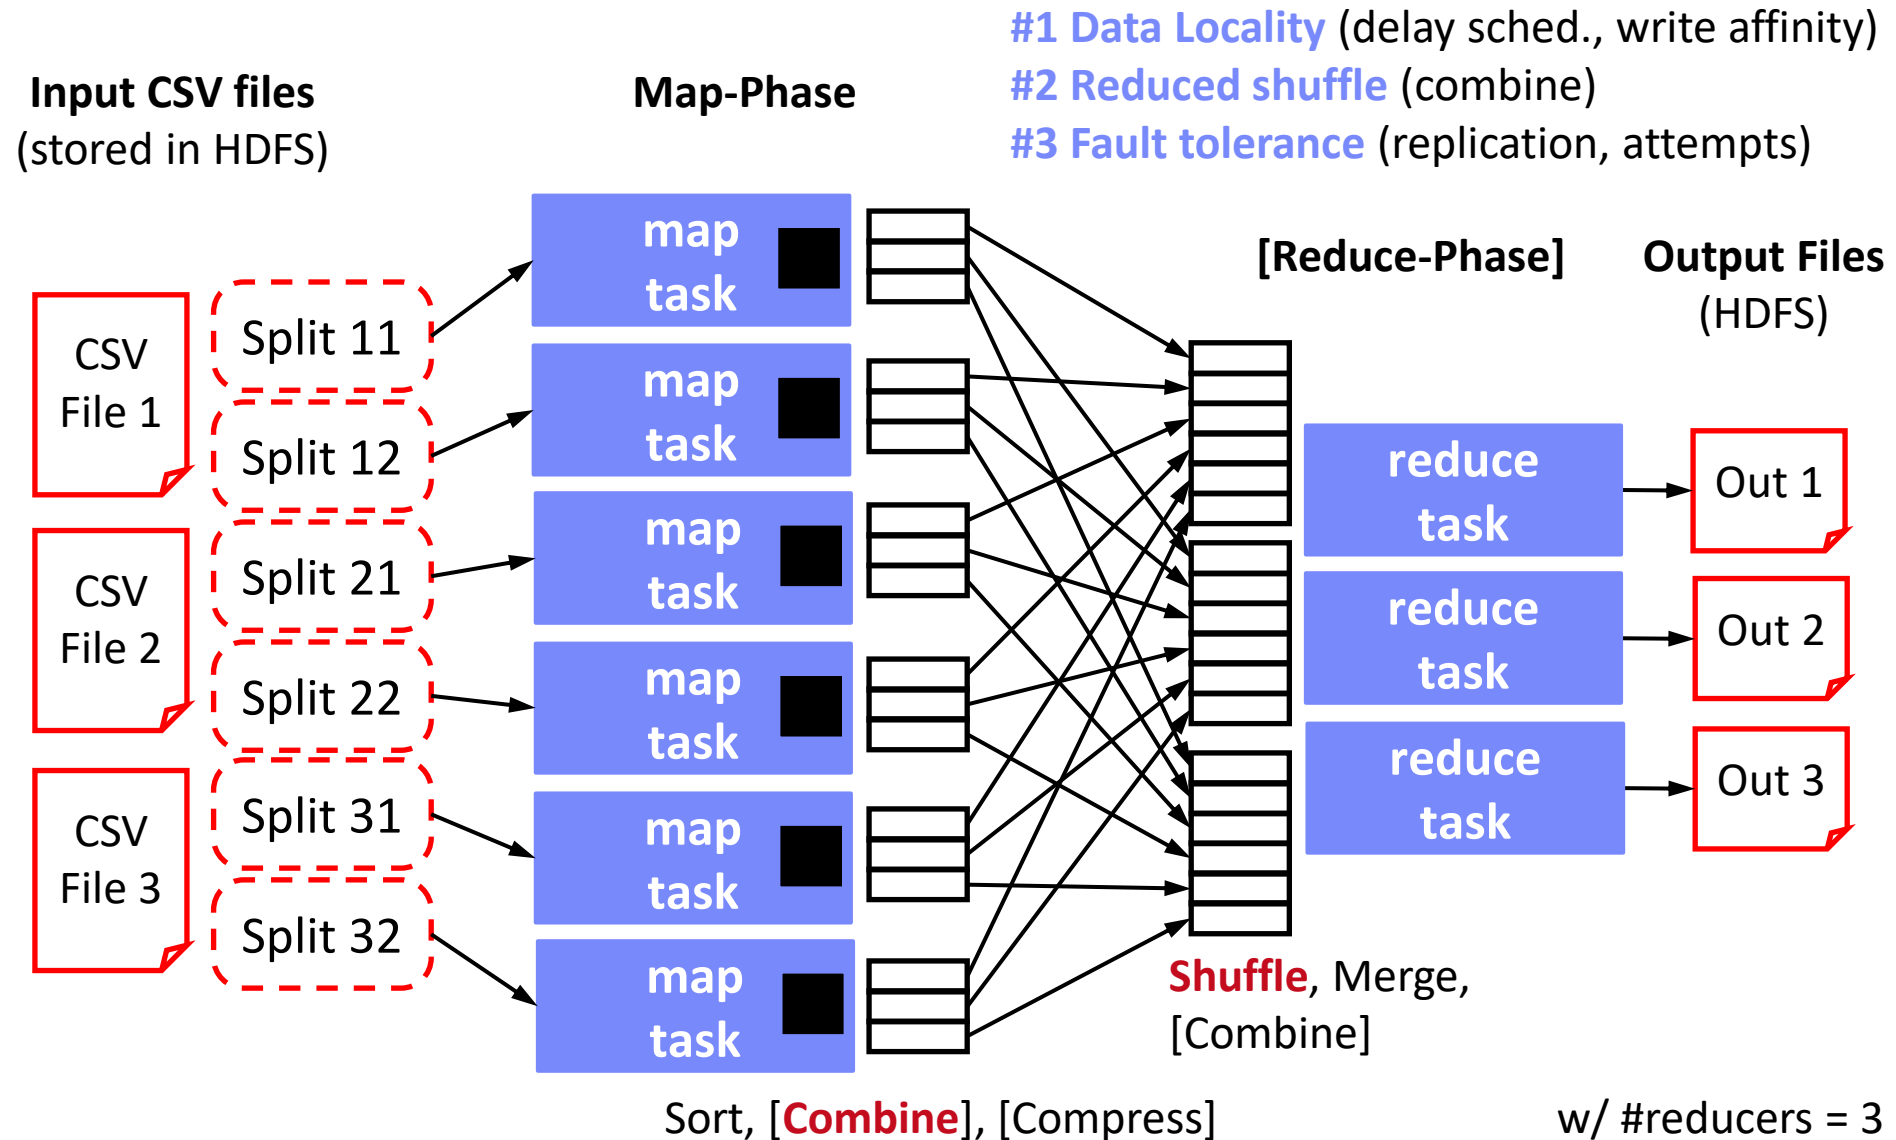 #1 Data Locality (delay sched., write affinity)
#2 Reduced shuffle (combine)
#3 Fault tolerance (replication, attempts)
Input CSV files
(stored in HDFS)
Map-Phase
[Reduce-Phase]
Output Files
(HDFS)
CSV
File 1
CSV
File 2
CSV
File 3
Split 11
Split 12
Split 21
Split 22
Split 31
Split 32
map
task
map
task
map
task
map
task
map
task
map
task
reduce
task
reduce
task
reduce
task
Out 1
Out 2
Out 3
Shuffle, Merge,
[Combine]
Sort, [Combine], [Compress]
w/ #reducers = 3